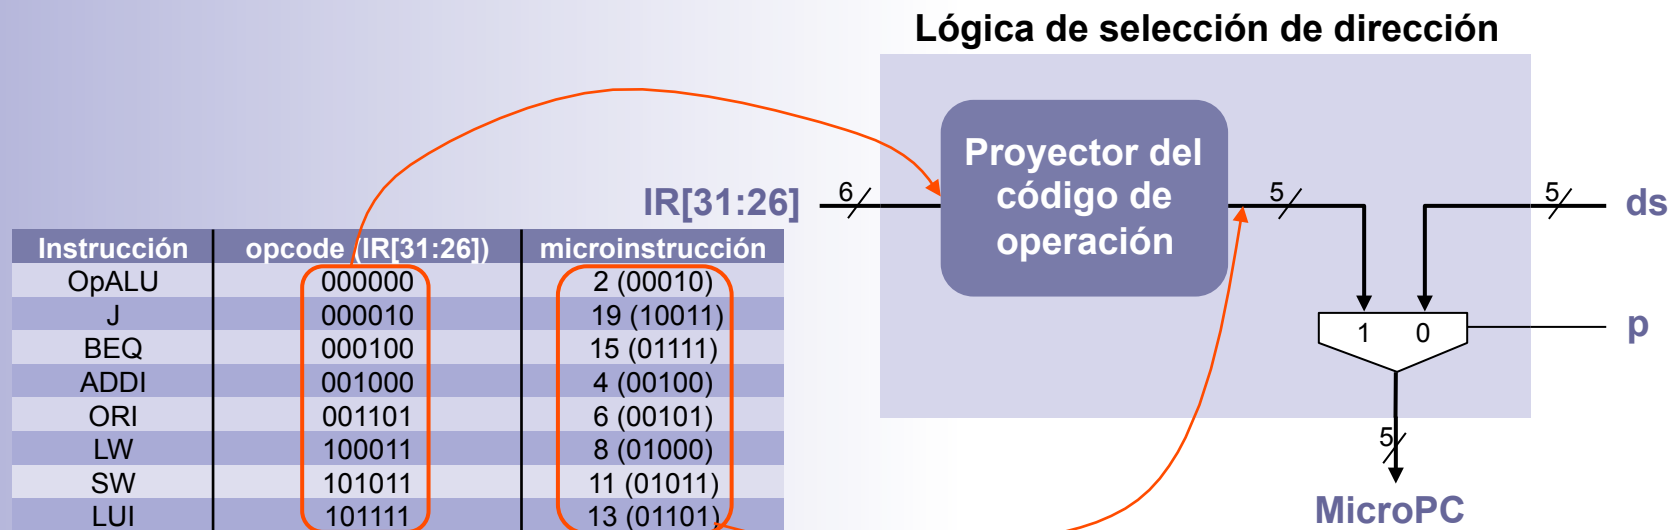 Lógica de selección de dirección
Proyector del
código de
operación
IR[31:26]
6
5
5
ds
1 0
p
5
MicroPC
Instrucción opcode (IR[31:26]) microinstrucción
OpALU 000000 2 (00010)
J 000010 19 (10011)
BEQ 000100 15 (01111)
ADDI 001000 4 (00100)
ORI 001101 6 (00101)
LW 100011 8 (01000)
SW 101011 11 (01011)
LUI 101111 13 (01101)